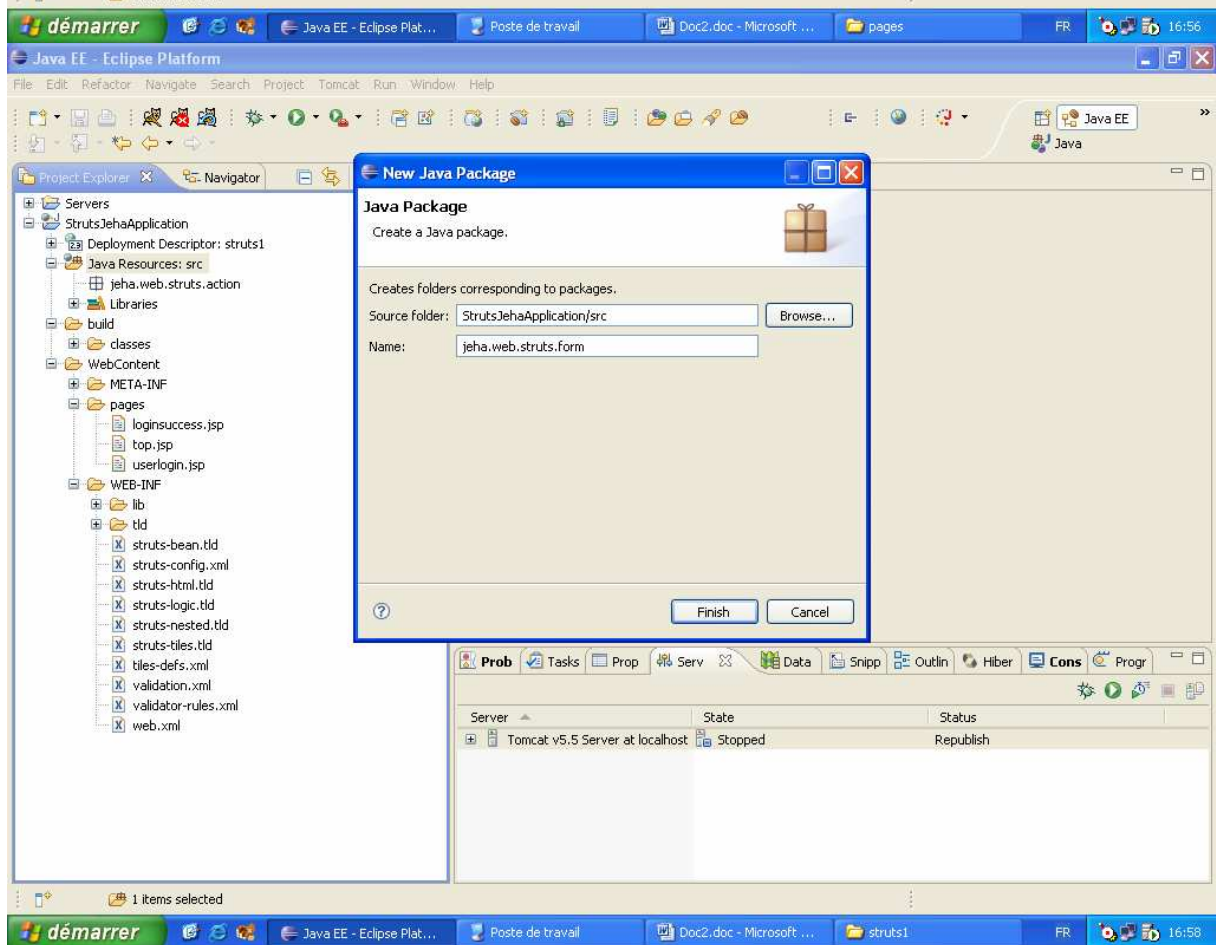 démarrer Java EE - Eclipse Plat... Poste de travail Doc2.doc - Microsoft ... pages FR 16:56
Java EE - Eclipse Platform
File Edit Refactor Navigate Search Project Tomcat Run Window Help
Java EE »
Java
Project Explorer Navigator
Servers
StrutsJehaApplication
Deployment Descriptor: struts1
Java Resources: src
jeha.web.struts.action
Libraries
build
classes
WebContent
META-INF
pages
loginsuccess.jsp
top.jsp
userlogin.jsp
WEB-INF
lib
tld
struts-bean.tld
struts-config.xml
struts-html.tld
struts-logic.tld
struts-nested.tld
struts-tiles.tld
tiles-defs.xml
validation.xml
validator-rules.xml
web.xml
New Java Package
Java Package
Create a Java package.
Creates folders corresponding to packages.
Source folder: StrutsJehaApplication/src Browse...
Name: jeha.web.struts.form
Finish Cancel
Prob Tasks Prop Serv Data Snipp Outlin Hiber Cons Progr
Server State Status
Tomcat v5.5 Server at localhost Stopped Republish
1 items selected
démarrer Java EE - Eclipse Plat... Poste de travail Doc2.doc - Microsoft ... struts1 FR 16:58